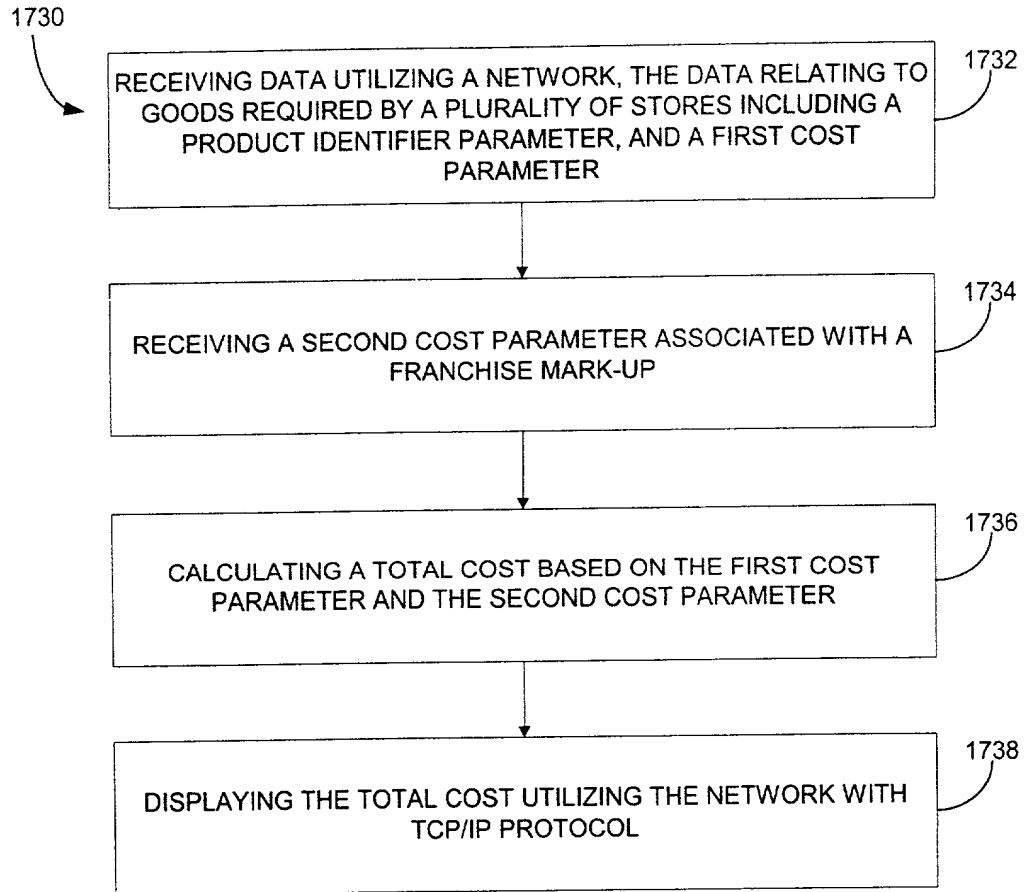 1730
1732
RECEIVING DATA UTILIZING A NETWORK, THE DATA RELATING TO
GOODS REQUIRED BY A PLURALITY OF STORES INCLUDING A
PRODUCT IDENTIFIER PARAMETER, AND A FIRST COST
PARAMETER
1734
RECEIVING A SECOND COST PARAMETER ASSOCIATED WITH A
FRANCHISE MARK-UP
1736
CALCULATING A TOTAL COST BASED ON THE FIRST COST
PARAMETER AND THE SECOND COST PARAMETER
1738
DISPLAYING THE TOTAL COST UTILIZING THE NETWORK WITH
TCP/IP PROTOCOL